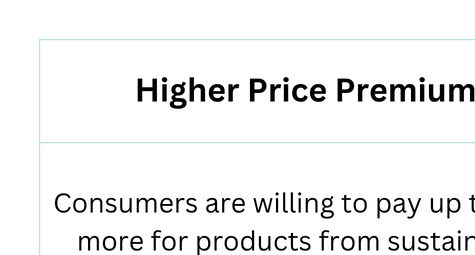 Higher Price Premium
Consumers are willing to pay up
more for products from